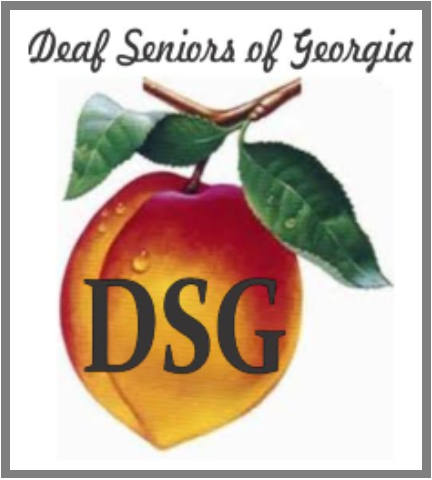 Deaf Seniors of Georgia
DSG